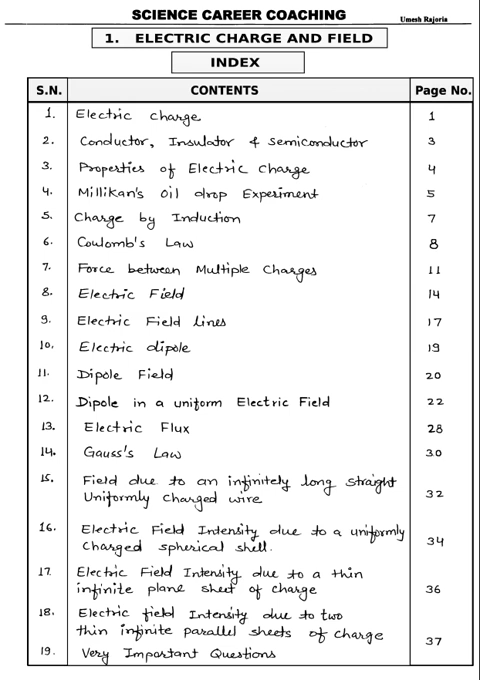 SCIENCE CAREER COACHING
Umesh Rajoria
1. ELECTRIC CHARGE AND FIELD
INDEX
S.N. CONTENTS Page No.
1. Electric charge 1
2. Conductor, Insulator & Semiconductor 3
3. Properties of Electric Charge 4
4. Millikan's Oil drop Experiment 5
5. Charge by Induction 7
6. Coulomb's Law 8
7. Force between Multiple Charges 11
8. Electric Field 14
9. Electric Field lines 17
10. Electric dipole 19
11. Dipole Field 20
12. Dipole in a uniform Electric Field 22
13. Electric Flux 28
14. Gauss's Law 30
15. Field due to an infinitely long straight
Uniformly Charged wire 32
16. Electric Field Intensity due to a uniformly
Charged spherical shell. 34
17. Electric Field Intensity due to a thin
infinite plane sheet of charge 36
18. Electric field Intensity due to two
thin infinite parallel sheets of charge 37
19. Very Important Questions